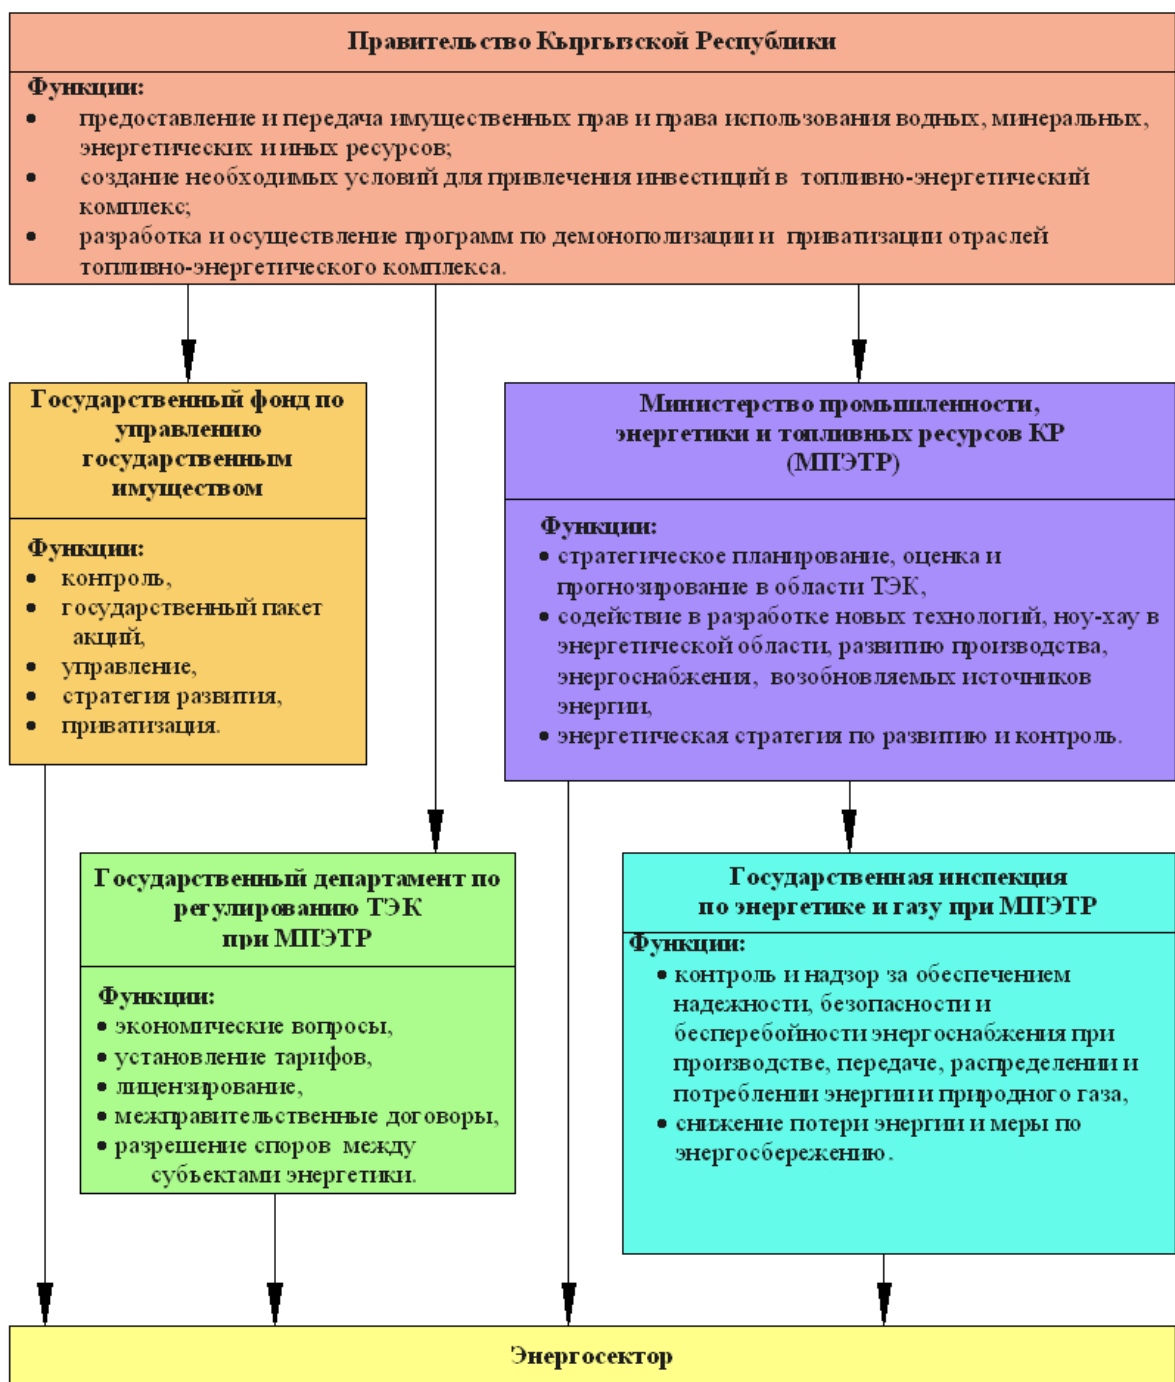 Правительство Кыргызской Республики
Функции:
• предоставление и передача имущественных прав и права использования водных, минеральных,
энергетических и иных ресурсов;
• создание необходимых условий для привлечения инвестиций в топливно-энергетический
комплекс;
• разработка и осуществление программ по демонополизации и приватизации отраслей
топливно-энергетического комплекса.
Государственный фонд по
управлению
государственным
имуществом
Функции:
• контроль,
• государственный пакет
акций,
• управление,
• стратегия развития,
• приватизация.
Министерство промышленности,
энергетики и топливных ресурсов КР
(МПЭТР)
Функции:
• стратегическое планирование, оценка и
прогнозирование в области ТЭК,
• содействие в разработке новых технологий, ноу-хау в
энергетической области, развитию производства,
энергоснабжения, возобновляемых источников
энергии,
• энергетическая стратегия по развитию и контроль.
Государственный департамент по
регулированию ТЭК
при МПЭТР
Функции:
• экономические вопросы,
• установление тарифов,
• лицензирование,
• межправительственные договоры,
• разрешение споров между
субъектами энергетики.
Государственная инспекция
по энергетике и газу при МПЭТР
Функции:
• контроль и надзор за обеспечением
надежности, безопасности и
бесперебойности энергоснабжения при
производстве, передаче, распределении и
потреблении энергии и природного газа,
• снижение потери энергии и меры по
энергосбережению.
Энергосектор